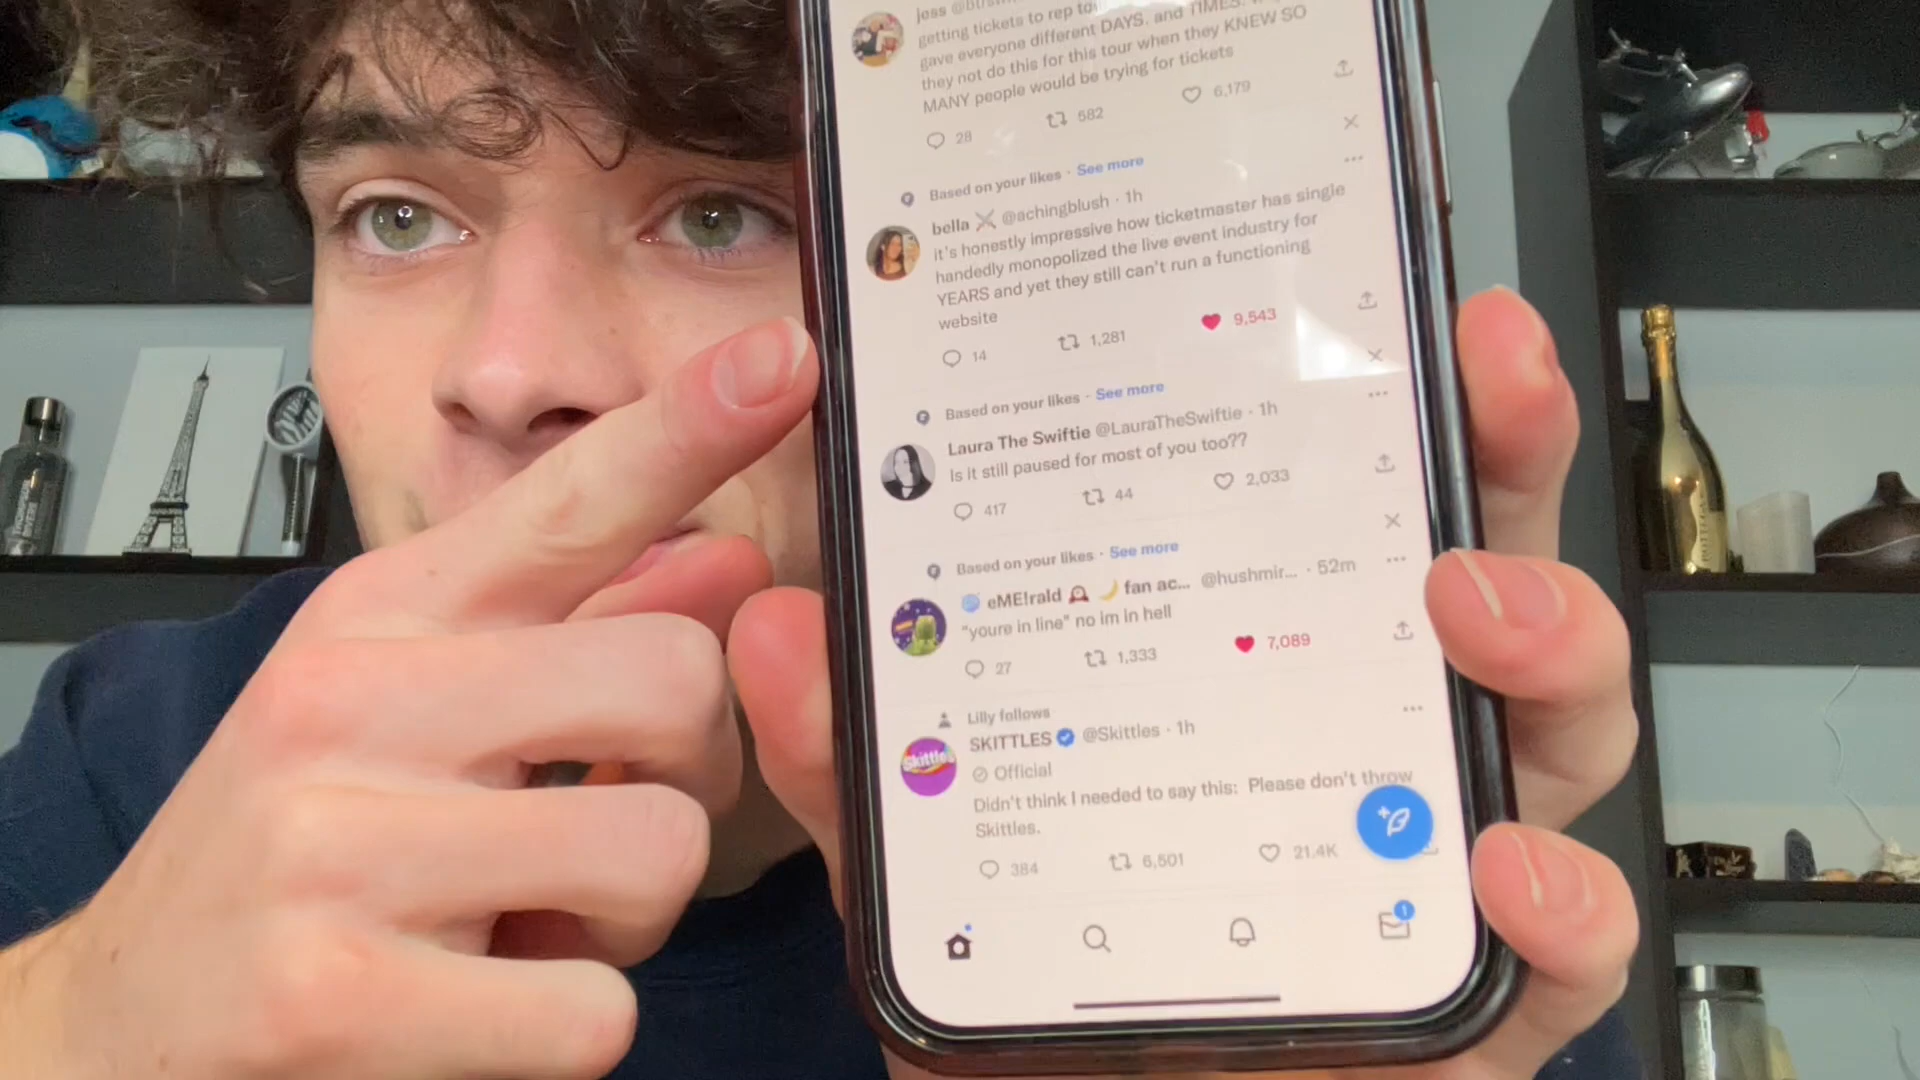 jess
getting tickets to rep
gave everyone different DAYS. and TIMES.
they not do this for this tour when they KNEW SO
MANY people would be trying for tickets
28 582 6,179
Based on your likes · See more
bella @achingblush · 1h
it's honestly impressive how ticketmaster has single
handedly monopolized the live event industry for
YEARS and yet they still can't run a functioning
website
14 1,281 9,543
Based on your likes · See more
Laura The Swiftie @LauraTheSwiftie · 1h
Is it still paused for most of you too??
417 44 2,033
Based on your likes · See more
eME!rald fan ac... @hushmir... · 52m
"youre in line" no im in hell
27 1,333 7,089
Lilly follows
SKITTLES @Skittles · 1h
Official
Didn't think I needed to say this: Please don't throw
Skittles.
384 6,501 21.4K
1
Skittles
BOTTEGA